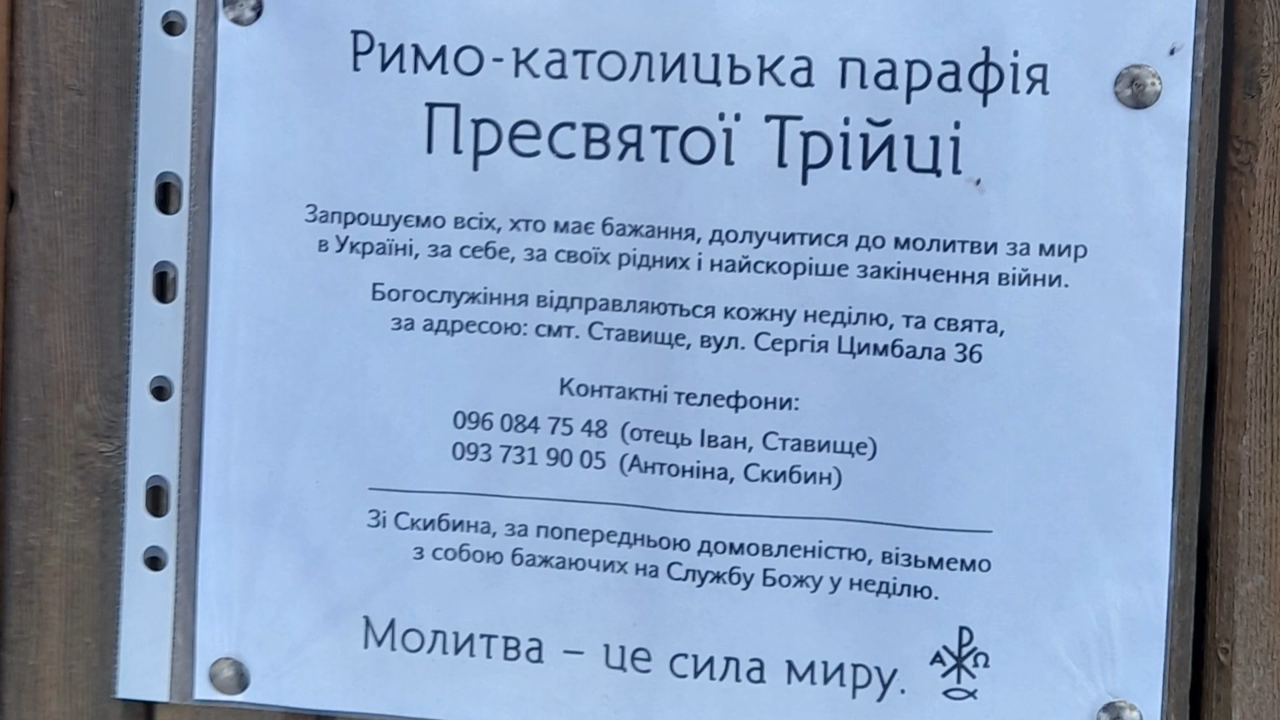 Римо-католицька парафія
Пресвятої Трійці
Запрошуємо всіх, хто має бажання, долучитися до молитви за мир
в Україні, за себе, за своїх рідних і найскоріше закінчення війни.
Богослужіння відправляються кожну неділю, та свята,
за адресою: смт. Ставище, вул. Сергія Цимбала 36
Контактні телефони:
096 084 75 48 (отець Іван, Ставище)
093 731 90 05 (Антоніна, Скибин)
Зі Скибина, за попередньою домовленістю, візьмемо
з собою бажаючих на Службу Божу у неділю.
Молитва – це сила миру.